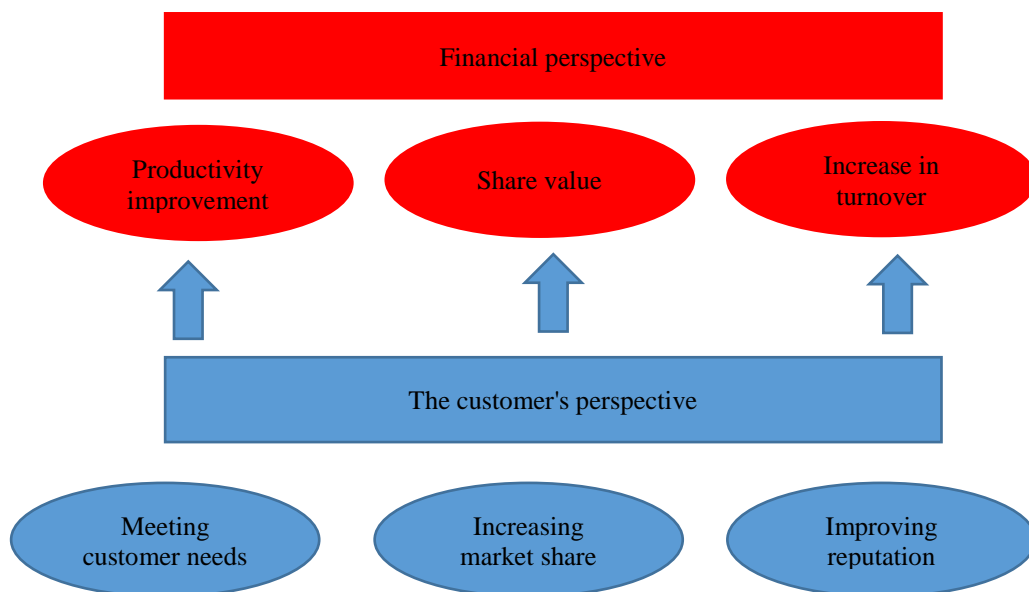 Financial perspective
Productivity
improvement
Share value
Increase in
turnover
The customer's perspective
Meeting
customer needs
Increasing
market share
Improving
reputation